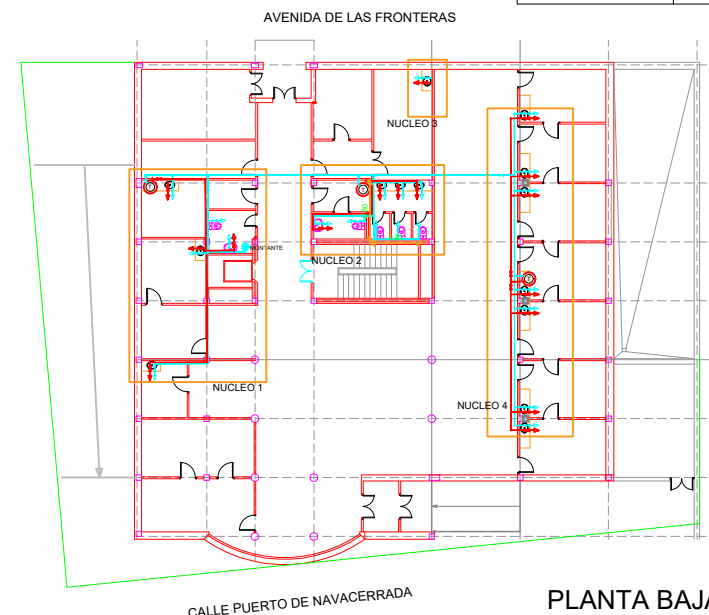 AVENIDA DE LAS FRONTERAS
NUCLEO 3
NUCLEO 2
MONTANTE
NUCLEO 1
NUCLEO 4
CALLE PUERTO DE NAVACERRADA
PLANTA BAJA